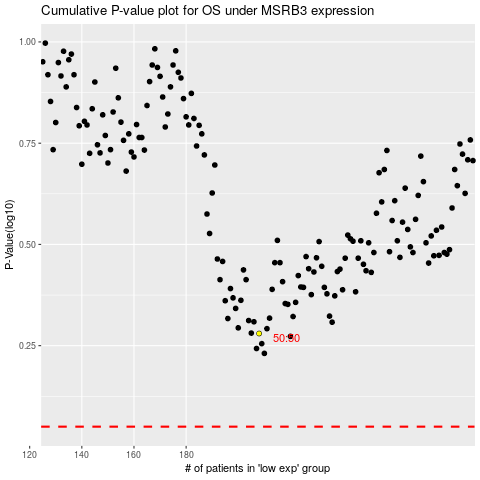 Cumulative P-value plot for OS under MSRB3 expression
P-Value(log10)
1.00
0.75
0.50
0.25
50:50
120 140 160 180
# of patients in 'low exp' group